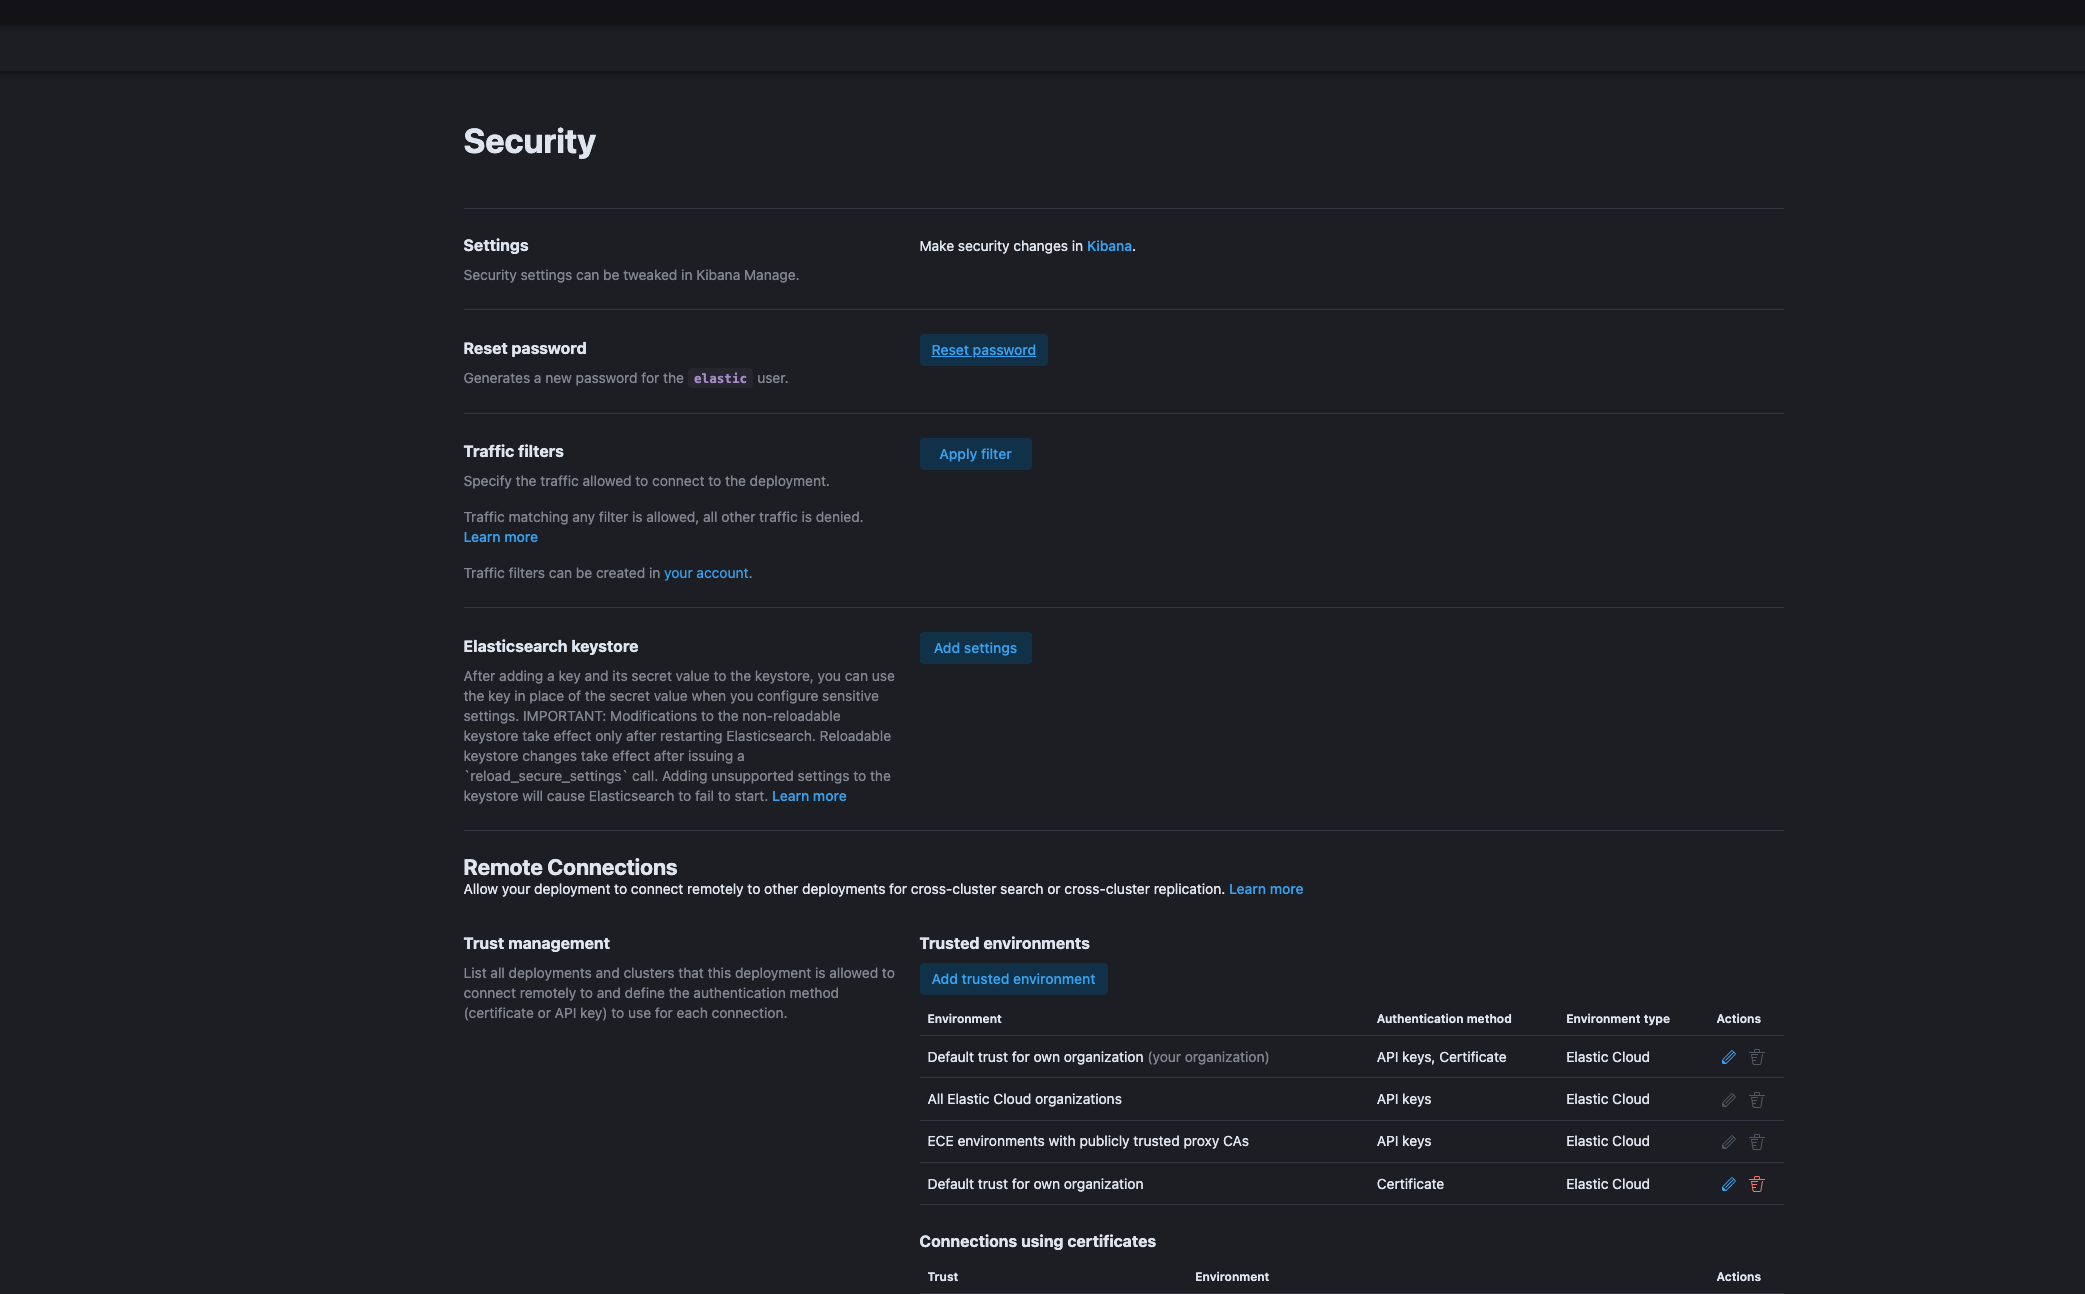 Security
Settings
Security settings can be tweaked in Kibana Manage.
Make security changes in Kibana.
Reset password
Generates a new password for the elastic user.
Reset password
Traffic filters
Specify the traffic allowed to connect to the deployment.
Traffic matching any filter is allowed, all other traffic is denied.
Learn more
Traffic filters can be created in your account.
Apply filter
Elasticsearch keystore
After adding a key and its secret value to the keystore, you can use
the key in place of the secret value when you configure sensitive
settings. IMPORTANT: Modifications to the non-reloadable
keystore take effect only after restarting Elasticsearch. Reloadable
keystore changes take effect after issuing a
`reload_secure_settings` call. Adding unsupported settings to the
keystore will cause Elasticsearch to fail to start. Learn more
Add settings
Remote Connections
Allow your deployment to connect remotely to other deployments for cross-cluster search or cross-cluster replication. Learn more
Trust management
List all deployments and clusters that this deployment is allowed to
connect remotely to and define the authentication method
(certificate or API key) to use for each connection.
Trusted environments
Add trusted environment
Environment Authentication method Environment type Actions
Default trust for own organization (your organization) API keys, Certificate Elastic Cloud
All Elastic Cloud organizations API keys Elastic Cloud
ECE environments with publicly trusted proxy CAs API keys Elastic Cloud
Default trust for own organization Certificate Elastic Cloud
Connections using certificates
Trust Environment Actions